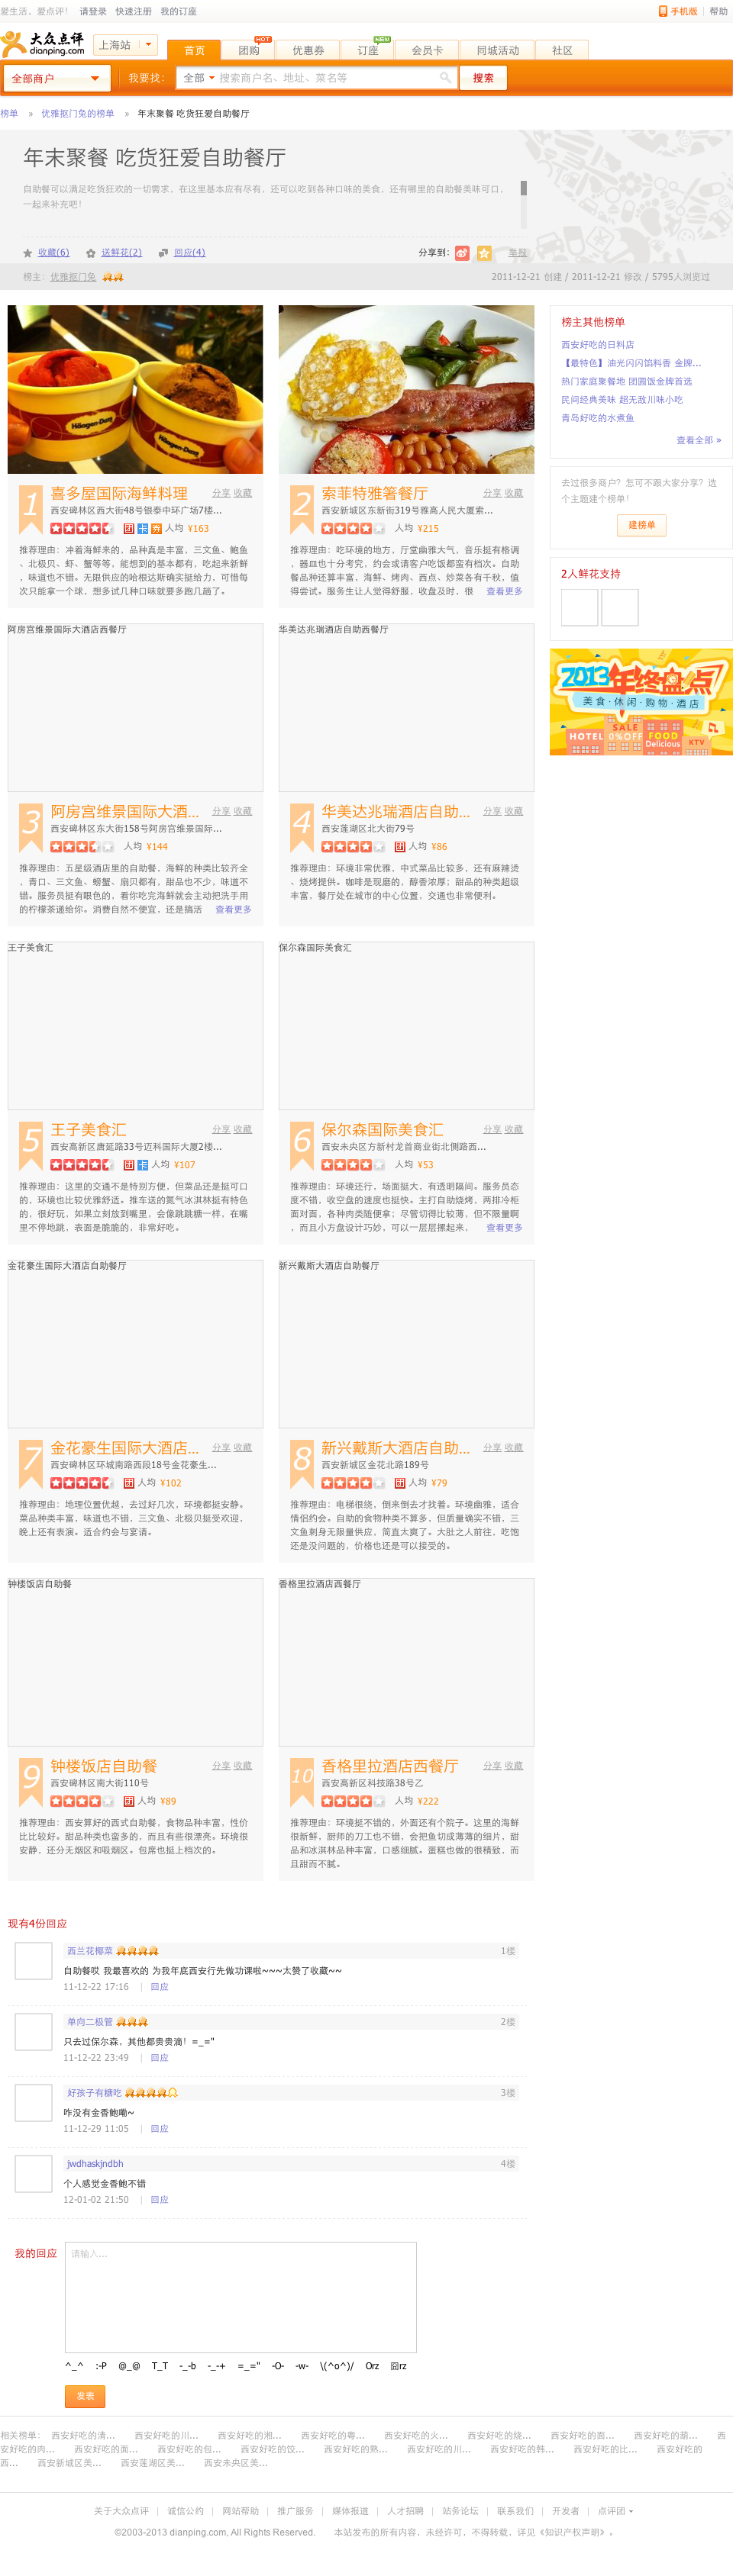 爱生活，爱点评！ 请登录 快速注册 我的订座 手机版 | 帮助
大众点评 dianping.com 上海站
首页 团购 HOT 优惠券 订座 NEW 会员卡 同城活动 社区
全部商户 我要找： 全部 搜索商户名、地址、菜名等 搜索
榜单 » 优雅抠门免的榜单 » 年末聚餐 吃货狂爱自助餐厅
年末聚餐 吃货狂爱自助餐厅
自助餐可以满足吃货狂欢的一切需求，在这里基本应有尽有，还可以吃到各种口味的美食，还有哪里的自助餐美味可口，
一起来补充吧！
收藏(6) 送鲜花(2) 回应(4) 分享到： 举报
榜主：优雅抠门免 2011-12-21 创建 / 2011-12-21 修改 / 5795人浏览过
Häagen-Dazs
1 喜多屋国际海鲜料理 分享 收藏
西安碑林区西大街48号银泰中环广场7楼...
团 卡 券 人均 ¥163
推荐理由：冲着海鲜来的，品种真是丰富，三文鱼、鲍鱼
、北极贝、虾、蟹等等，能想到的基本都有，吃起来新鲜
，味道也不错。无限供应的哈根达斯确实挺给力，可惜每
次只能拿一个球，想多试几种口味就要多跑几趟了。
2 索菲特雅箸餐厅 分享 收藏
西安新城区东新街319号雅高人民大厦索...
人均 ¥215
推荐理由：吃环境的地方，厅堂幽雅大气，音乐挺有格调
，器皿也十分考究，约会或请客户吃饭都蛮有档次。自助
餐品种还算丰富，海鲜、烤肉、西点、炒菜各有千秋，值
得尝试。服务生让人觉得舒服，收盘及时，很 查看更多
阿房宫维景国际大酒店西餐厅
3 阿房宫维景国际大酒... 分享 收藏
西安碑林区东大街158号阿房宫维景国际...
人均 ¥144
推荐理由：五星级酒店里的自助餐，海鲜的种类比较齐全
，青口、三文鱼、螃蟹、扇贝都有，甜品也不少，味道不
错。服务员挺有眼色的，看你吃完海鲜就会主动把洗手用
的柠檬茶递给你。消费自然不便宜，还是搞活 查看更多
华美达兆瑞酒店自助西餐厅
4 华美达兆瑞酒店自助... 分享 收藏
西安莲湖区北大街79号
团 人均 ¥86
推荐理由：环境非常优雅，中式菜品比较多，还有麻辣烫
、烧烤提供。咖啡是现磨的，醇香浓厚；甜品的种类超级
丰富，餐厅处在城市的中心位置，交通也非常便利。
王子美食汇
5 王子美食汇 分享 收藏
西安高新区唐延路33号迈科国际大厦2楼...
团 卡 人均 ¥107
推荐理由：这里的交通不是特别方便，但菜品还是挺可口
的，环境也比较优雅舒适。推车送的氮气冰淇林挺有特色
的，很好玩，如果立刻放到嘴里，会像跳跳糖一样，在嘴
里不停地跳，表面是脆脆的，非常好吃。
保尔森国际美食汇
6 保尔森国际美食汇 分享 收藏
西安未央区方新村龙首商业街北侧路西...
人均 ¥53
推荐理由：环境还行，场面挺大，有透明隔间。服务员态
度不错，收空盘的速度也挺快。主打自助烧烤，两排冷柜
面对面，各种肉类随便拿；尽管切得比较薄，但不限量啊
，而且小方盘设计巧妙，可以一层层摞起来， 查看更多
金花豪生国际大酒店自助餐厅
7 金花豪生国际大酒店... 分享 收藏
西安碑林区环城南路西段18号金花豪生...
团 人均 ¥102
推荐理由：地理位置优越，去过好几次，环境都挺安静。
菜品种类丰富，味道也不错，三文鱼、北极贝挺受欢迎，
晚上还有表演。适合约会与宴请。
新兴戴斯大酒店自助餐厅
8 新兴戴斯大酒店自助... 分享 收藏
西安新城区金花北路189号
团 人均 ¥79
推荐理由：电梯很绕，倒来倒去才找着。环境幽雅，适合
情侣约会。自助的食物种类不算多，但质量确实不错，三
文鱼刺身无限量供应，简直太爽了。大肚之人前往，吃饱
还是没问题的，价格也还是可以接受的。
钟楼饭店自助餐
9 钟楼饭店自助餐 分享 收藏
西安碑林区南大街110号
团 人均 ¥89
推荐理由：西安算好的西式自助餐，食物品种丰富，性价
比比较好。甜品种类也蛮多的，而且有些很漂亮。环境很
安静，还分无烟区和吸烟区。包席也挺上档次的。
香格里拉酒店西餐厅
10 香格里拉酒店西餐厅 分享 收藏
西安高新区科技路38号乙
人均 ¥222
推荐理由：环境挺不错的，外面还有个院子。这里的海鲜
很新鲜，厨师的刀工也不错，会把鱼切成薄薄的细片，甜
品和冰淇林品种丰富，口感细腻。蛋糕也做的很精致，而
且甜而不腻。
榜主其他榜单
西安好吃的日料店
【最特色】油光闪闪馅料香 金牌...
热门家庭聚餐地 团圆饭金牌首选
民间经典美味 超无敌川味小吃
青岛好吃的水煮鱼
查看全部 »
去过很多商户？怎可不跟大家分享？选
个主题建个榜单！
建榜单
2人鲜花支持
2013年终盘点
美食·休闲·购物·酒店
SALE HOTEL 0%OFF FOOD Delicious KTV
现有4份回应
西兰花椰菜 1楼
自助餐哎 我最喜欢的 为我年底西安行先做功课啦~~~太赞了收藏~~
11-12-22 17:16 | 回应
单向二极管 2楼
只去过保尔森，其他都贵贵滴！=_="
11-12-22 23:49 | 回应
好孩子有糖吃 3楼
咋没有金香鲍嘞~
11-12-29 11:05 | 回应
jwdhaskjndbh 4楼
个人感觉金香鲍不错
12-01-02 21:50 | 回应
我的回应 请输入...
^_^ :-P @_@ T_T -_-b -_-+ =_=" -O- -w- \(^o^)/ Orz 囧rz
发表
相关榜单： 西安好吃的清... 西安好吃的川... 西安好吃的湘... 西安好吃的粤... 西安好吃的火... 西安好吃的烧... 西安好吃的面... 西安好吃的葫... 西
安好吃的肉... 西安好吃的面... 西安好吃的包... 西安好吃的饺... 西安好吃的熟... 西安好吃的川... 西安好吃的韩... 西安好吃的比... 西安好吃的
西... 西安新城区美... 西安莲湖区美... 西安未央区美...
关于大众点评 | 诚信公约 | 网站帮助 | 推广服务 | 媒体报道 | 人才招聘 | 站务论坛 | 联系我们 | 开发者 | 点评团
©2003-2013 dianping.com, All Rights Reserved. 本站发布的所有内容，未经许可，不得转载，详见《知识产权声明》。